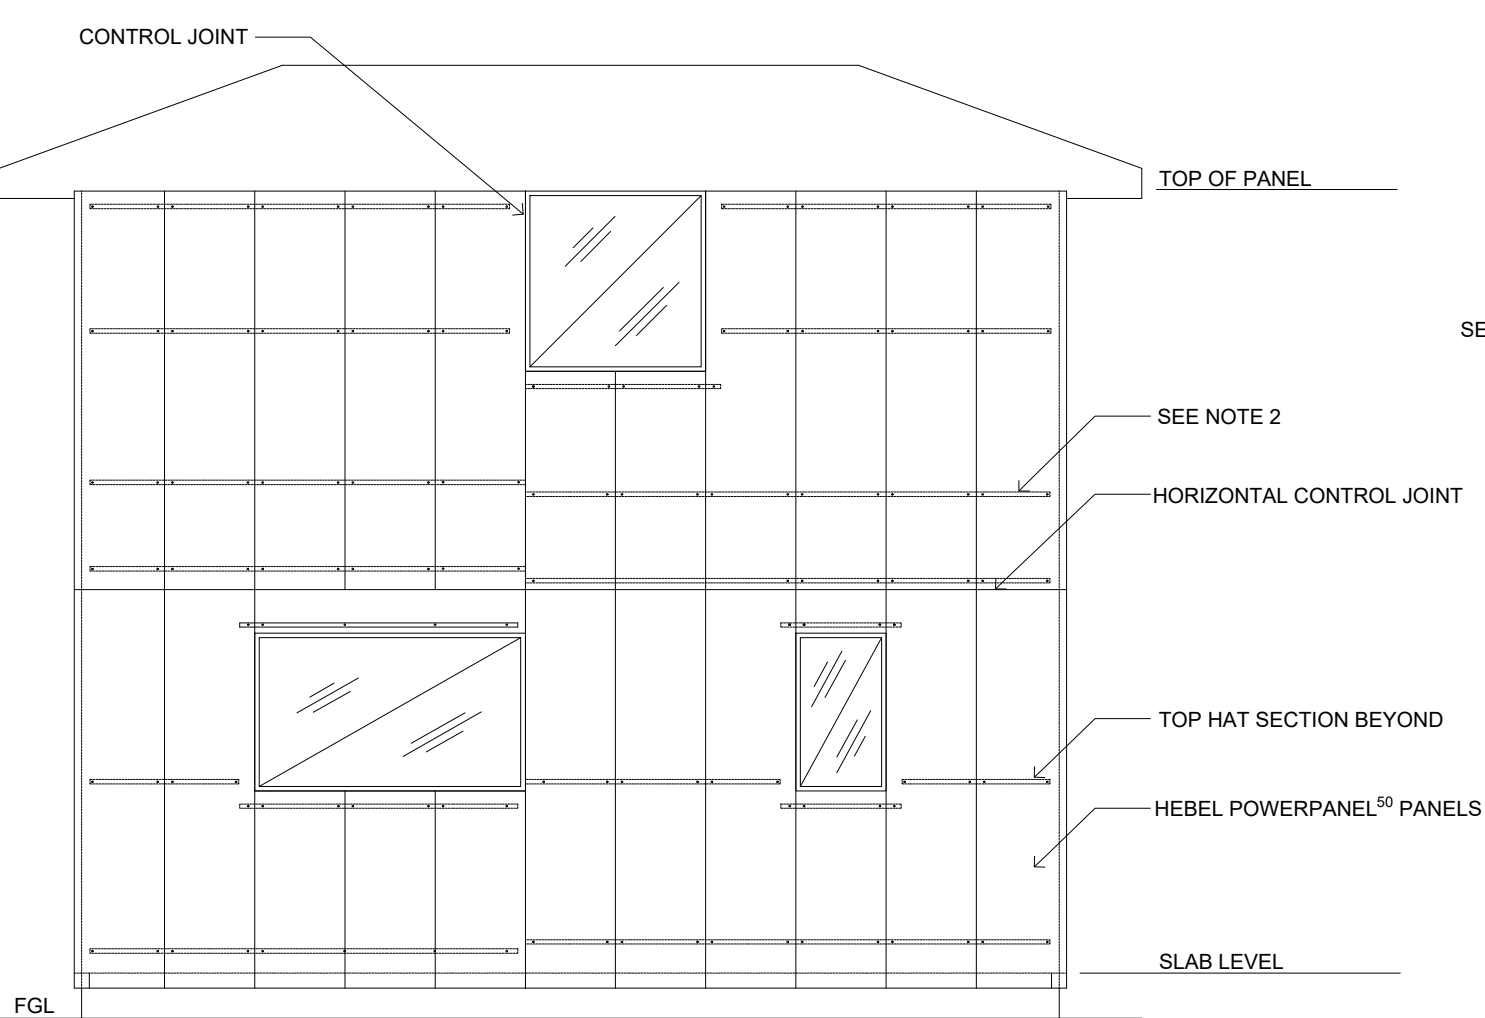 CONTROL JOINT
TOP OF PANEL
SE
SEE NOTE 2
HORIZONTAL CONTROL JOINT
TOP HAT SECTION BEYOND
HEBEL POWERPANEL⁵⁰ PANELS
SLAB LEVEL
FGL